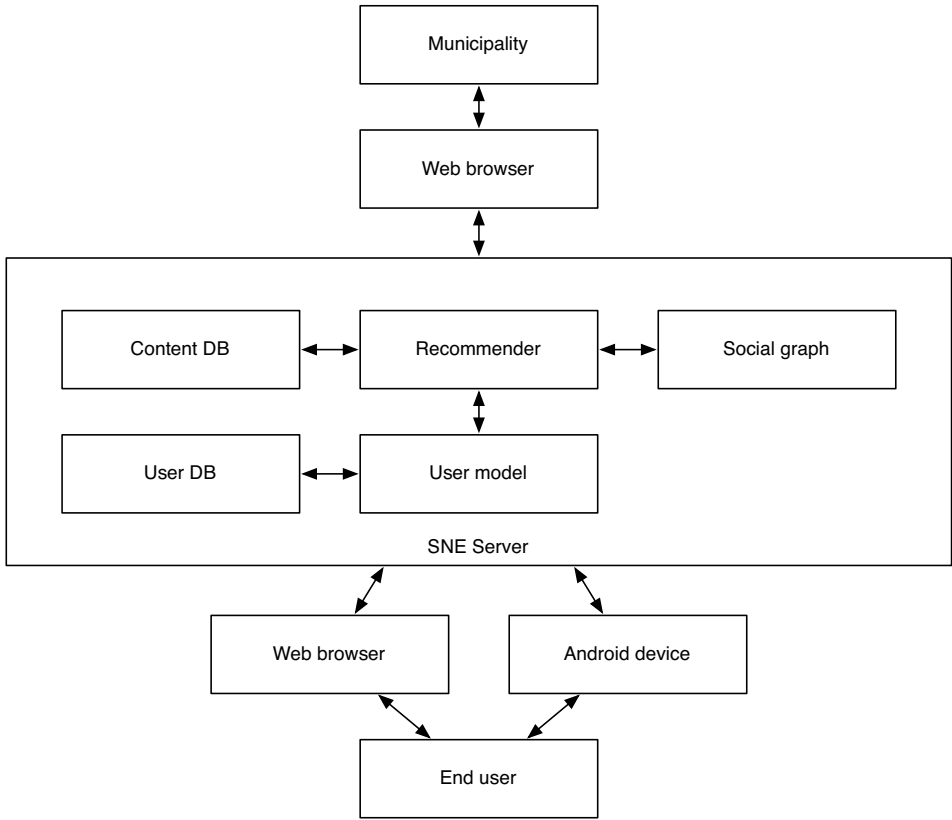 Municipality
Web browser
Content DB
Recommender
Social graph
User DB
User model
SNE Server
Web browser
Android device
End user